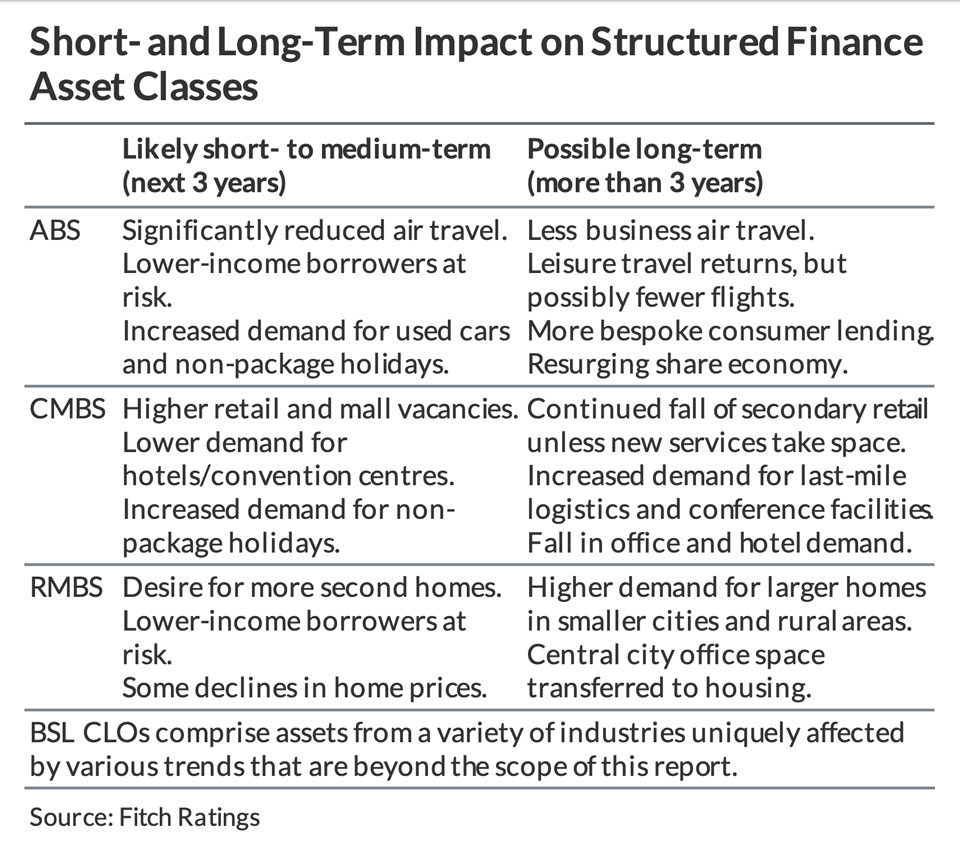 Short- and Long-Term Impact on Structured Finance
Asset Classes
Likely short- to medium-term
(next 3 years)
Possible long-term
(more than 3 years)
ABS
Significantly reduced air travel.
Lower-income borrowers at
risk.
Increased demand for used cars
and non-package holidays.
Less business air travel.
Leisure travel returns, but
possibly fewer flights.
More bespoke consumer lending.
Resurging share economy.
CMBS
Higher retail and mall vacancies.
Lower demand for
hotels/convention centres.
Increased demand for non-
package holidays.
Continued fall of secondary retail
unless new services take space.
Increased demand for last-mile
logistics and conference facilities.
Fall in office and hotel demand.
RMBS
Desire for more second homes.
Lower-income borrowers at
risk.
Some declines in home prices.
Higher demand for larger homes
in smaller cities and rural areas.
Central city office space
transferred to housing.
BSL CLOs comprise assets from a variety of industries uniquely affected
by various trends that are beyond the scope of this report.
Source: Fitch Ratings